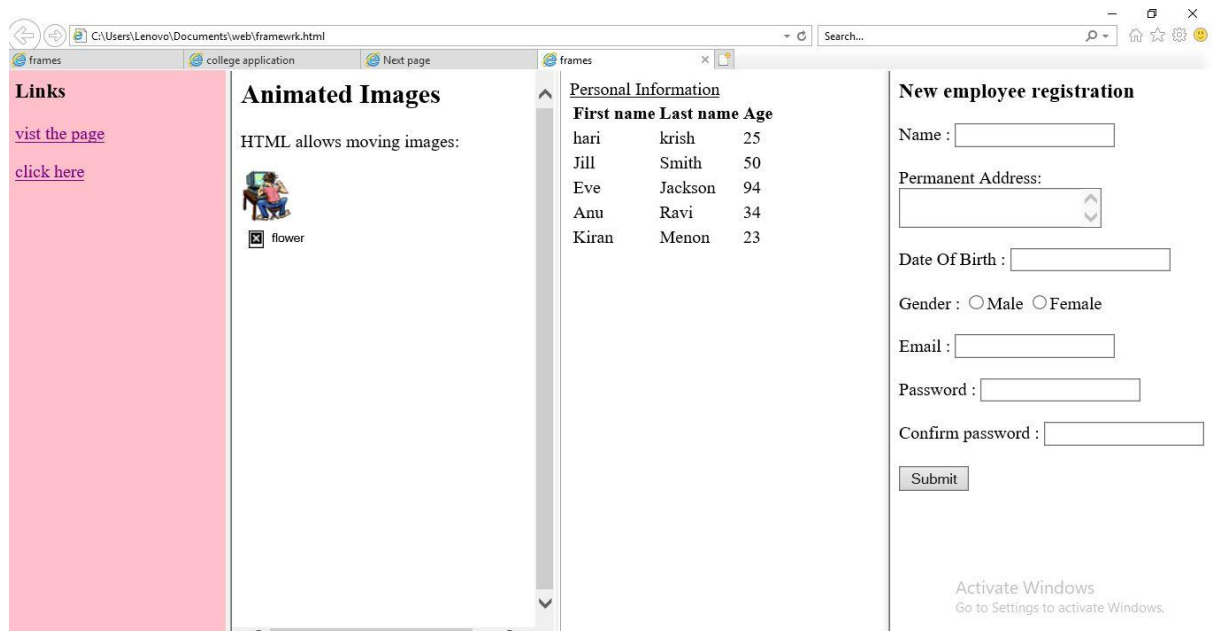 C:\Users\Lenovo\Documents\web\framewrk.html
Search...
frames
college application
Next page
frames
Links
vist the page
click here
Animated Images
HTML allows moving images:
flower
Personal Information
First name Last name Age
hari krish 25
Jill Smith 50
Eve Jackson 94
Anu Ravi 34
Kiran Menon 23
New employee registration
Name :
Permanent Address:
Date Of Birth :
Gender : Male Female
Email :
Password :
Confirm password :
Submit
Activate Windows
Go to Settings to activate Windows.